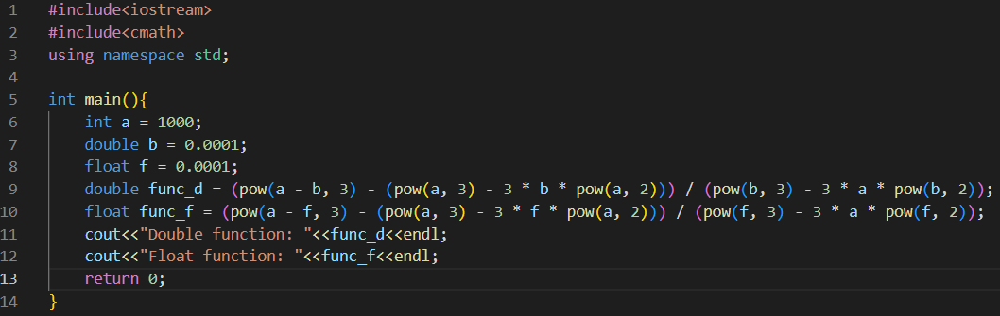 1 #include<iostream>
2 #include<cmath>
3 using namespace std;
4
5 int main(){
6     int a = 1000;
7     double b = 0.0001;
8     float f = 0.0001;
9     double func_d = (pow(a - b, 3) - (pow(a, 3) - 3 * b * pow(a, 2))) / (pow(b, 3) - 3 * a * pow(b, 2));
10     float func_f = (pow(a - f, 3) - (pow(a, 3) - 3 * f * pow(a, 2))) / (pow(f, 3) - 3 * a * pow(f, 2));
11     cout<<"Double function: "<<func_d<<endl;
12     cout<<"Float function: "<<func_f<<endl;
13     return 0;
14 }